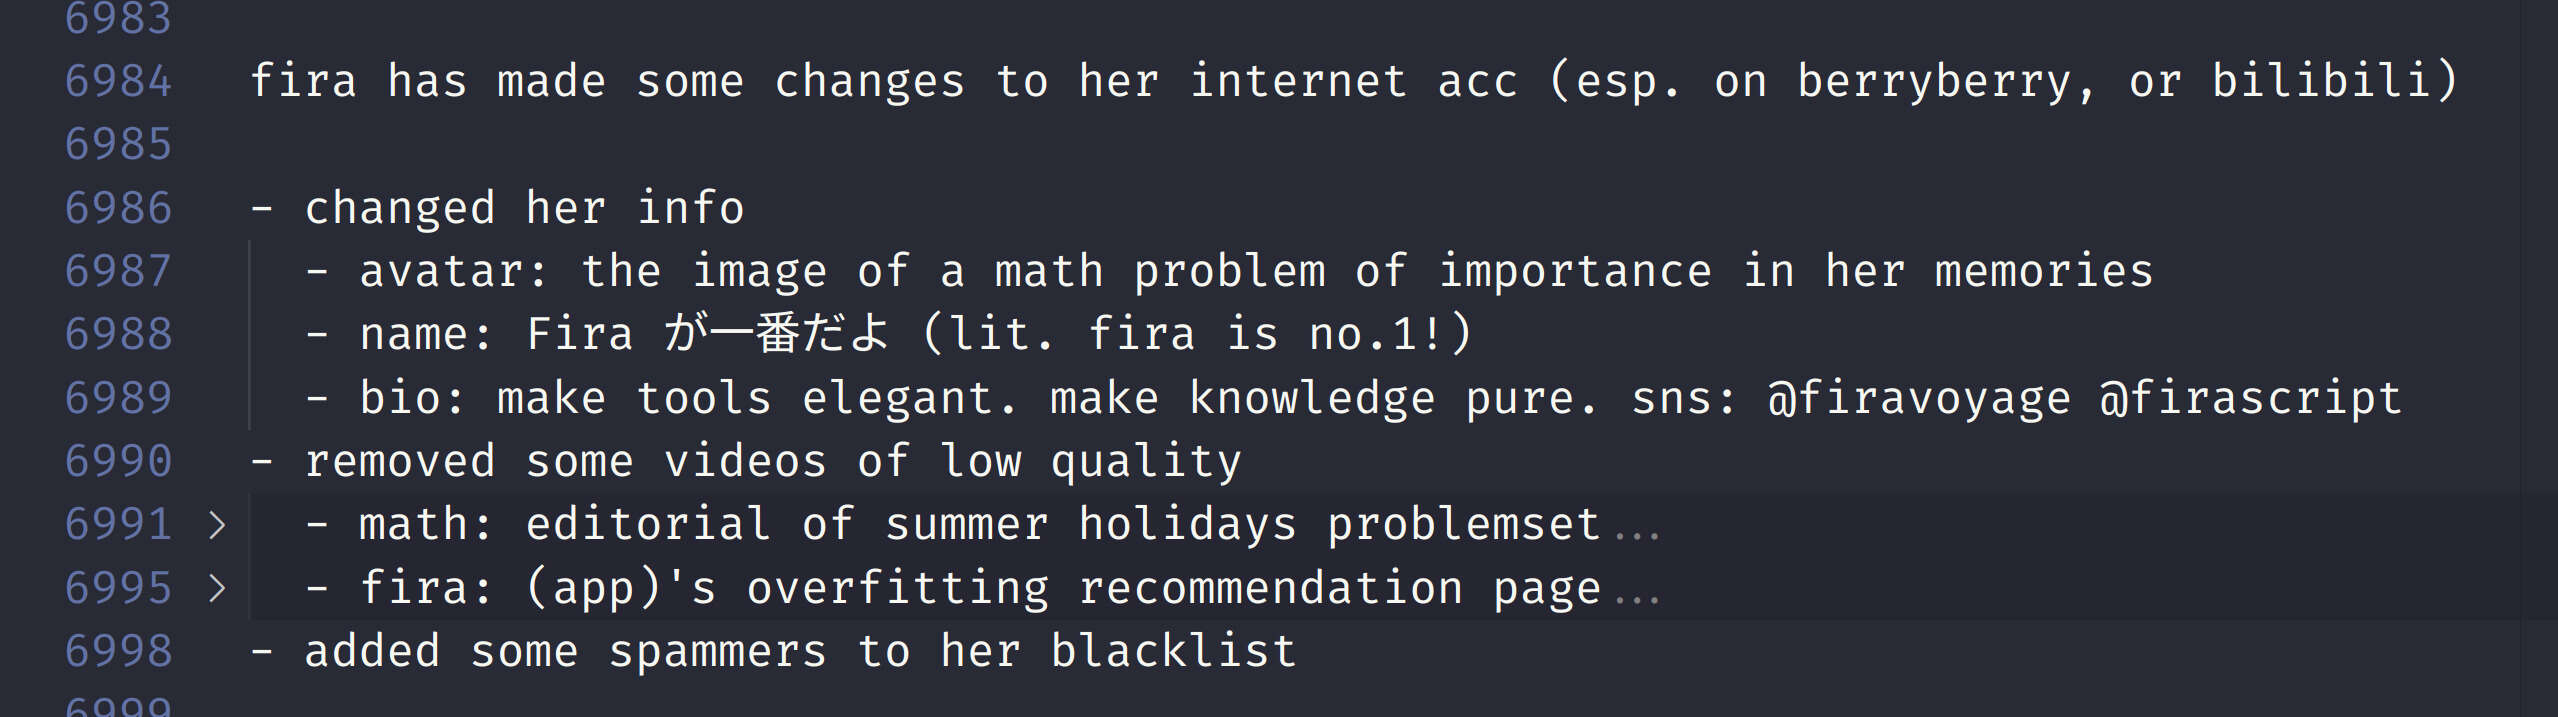 6983
6984 fira has made some changes to her internet acc (esp. on berryberry, or bilibili)
6985
6986 - changed her info
6987 - avatar: the image of a math problem of importance in her memories
6988 - name: Fira が一番だよ (lit. fira is no.1!)
6989 - bio: make tools elegant. make knowledge pure. sns: @firavoyage @firascript
6990 - removed some videos of low quality
6991 > - math: editorial of summer holidays problemset...
6995 > - fira: (app)'s overfitting recommendation page...
6998 - added some spammers to her blacklist
6999